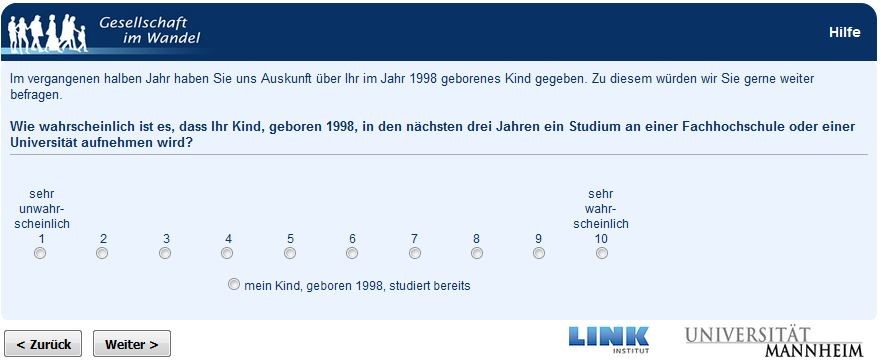 Gesellschaft
im Wandel
Hilfe
Im vergangenen halben Jahr haben Sie uns Auskunft über Ihr im Jahr 1998 geborenes Kind gegeben. Zu diesem würden wir Sie gerne weiter
befragen.
Wie wahrscheinlich ist es, dass Ihr Kind, geboren 1998, in den nächsten drei Jahren ein Studium an einer Fachhochschule oder einer
Universität aufnehmen wird?
sehr
unwahr-
scheinlich
sehr
wahr-
scheinlich
1 2 3 4 5 6 7 8 9 10
mein Kind, geboren 1998, studiert bereits
< Zurück Weiter >
LINK
INSTITUT
UNIVERSITÄT
MANNHEIM